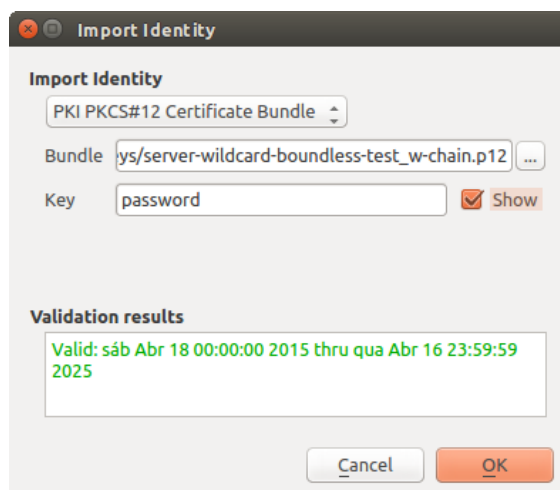 Import Identity
Import Identity
PKI PKCS#12 Certificate Bundle
Bundle ys/server-wildcard-boundless-test_w-chain.p12 ...
Key password Show
Validation results
Valid: sáb Abr 18 00:00:00 2015 thru qua Abr 16 23:59:59
2025
Cancel OK